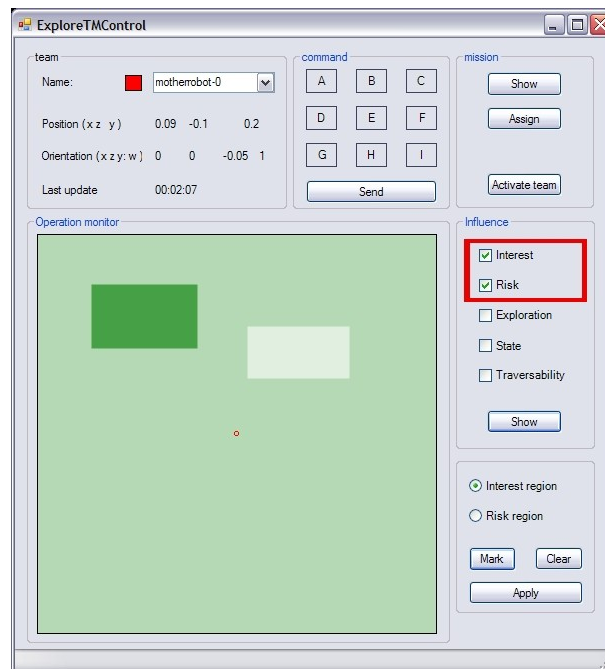 ExploreTMControl
team
Name:
motherrobot-0
Position ( x z y )
0.09 -0.1 0.2
Orientation ( x z y: w )
0 0 -0.05 1
Last update
00:02:07
command
A B C
D E F
G H I
Send
mission
Show
Assign
Activate team
Operation monitor
Influence
Interest
Risk
Exploration
State
Traversability
Show
Interest region
Risk region
Mark Clear
Apply